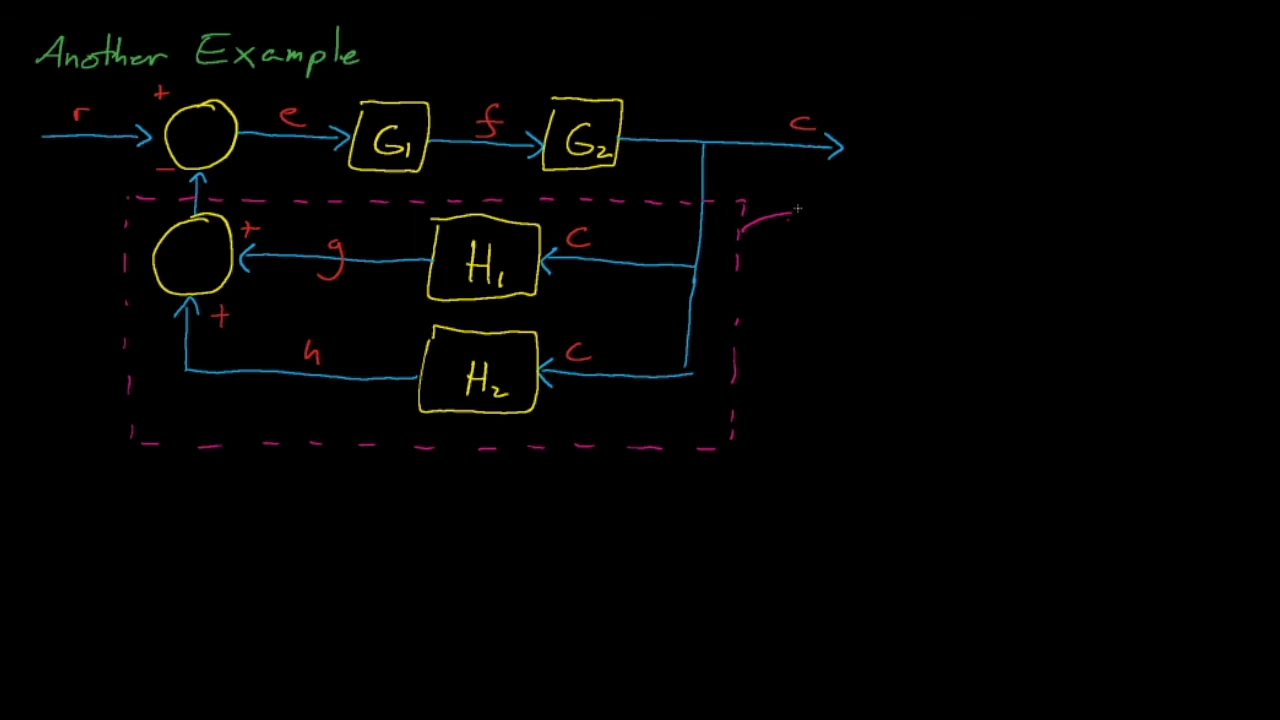 Another Example
r + e G₁ f G₂ c
−
+ g H₁ c
+ h H₂ c